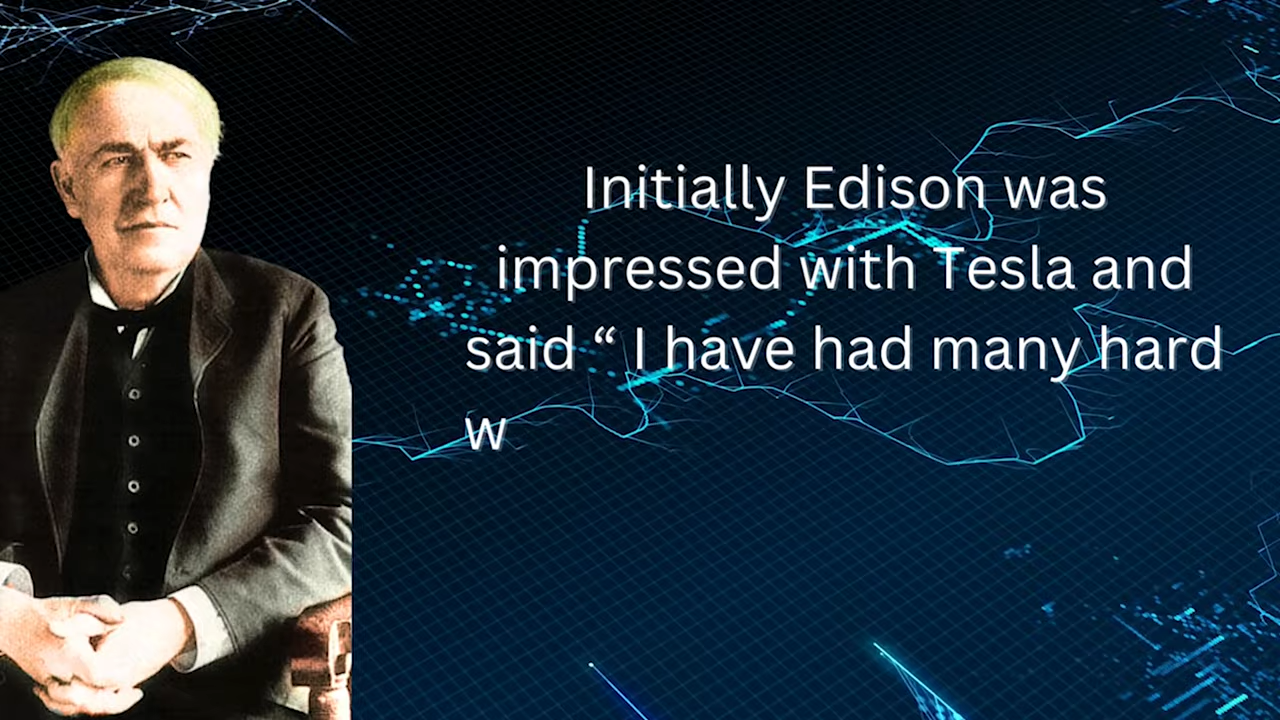 Initially Edison was
impressed with Tesla and
said “ I have had many hard
w